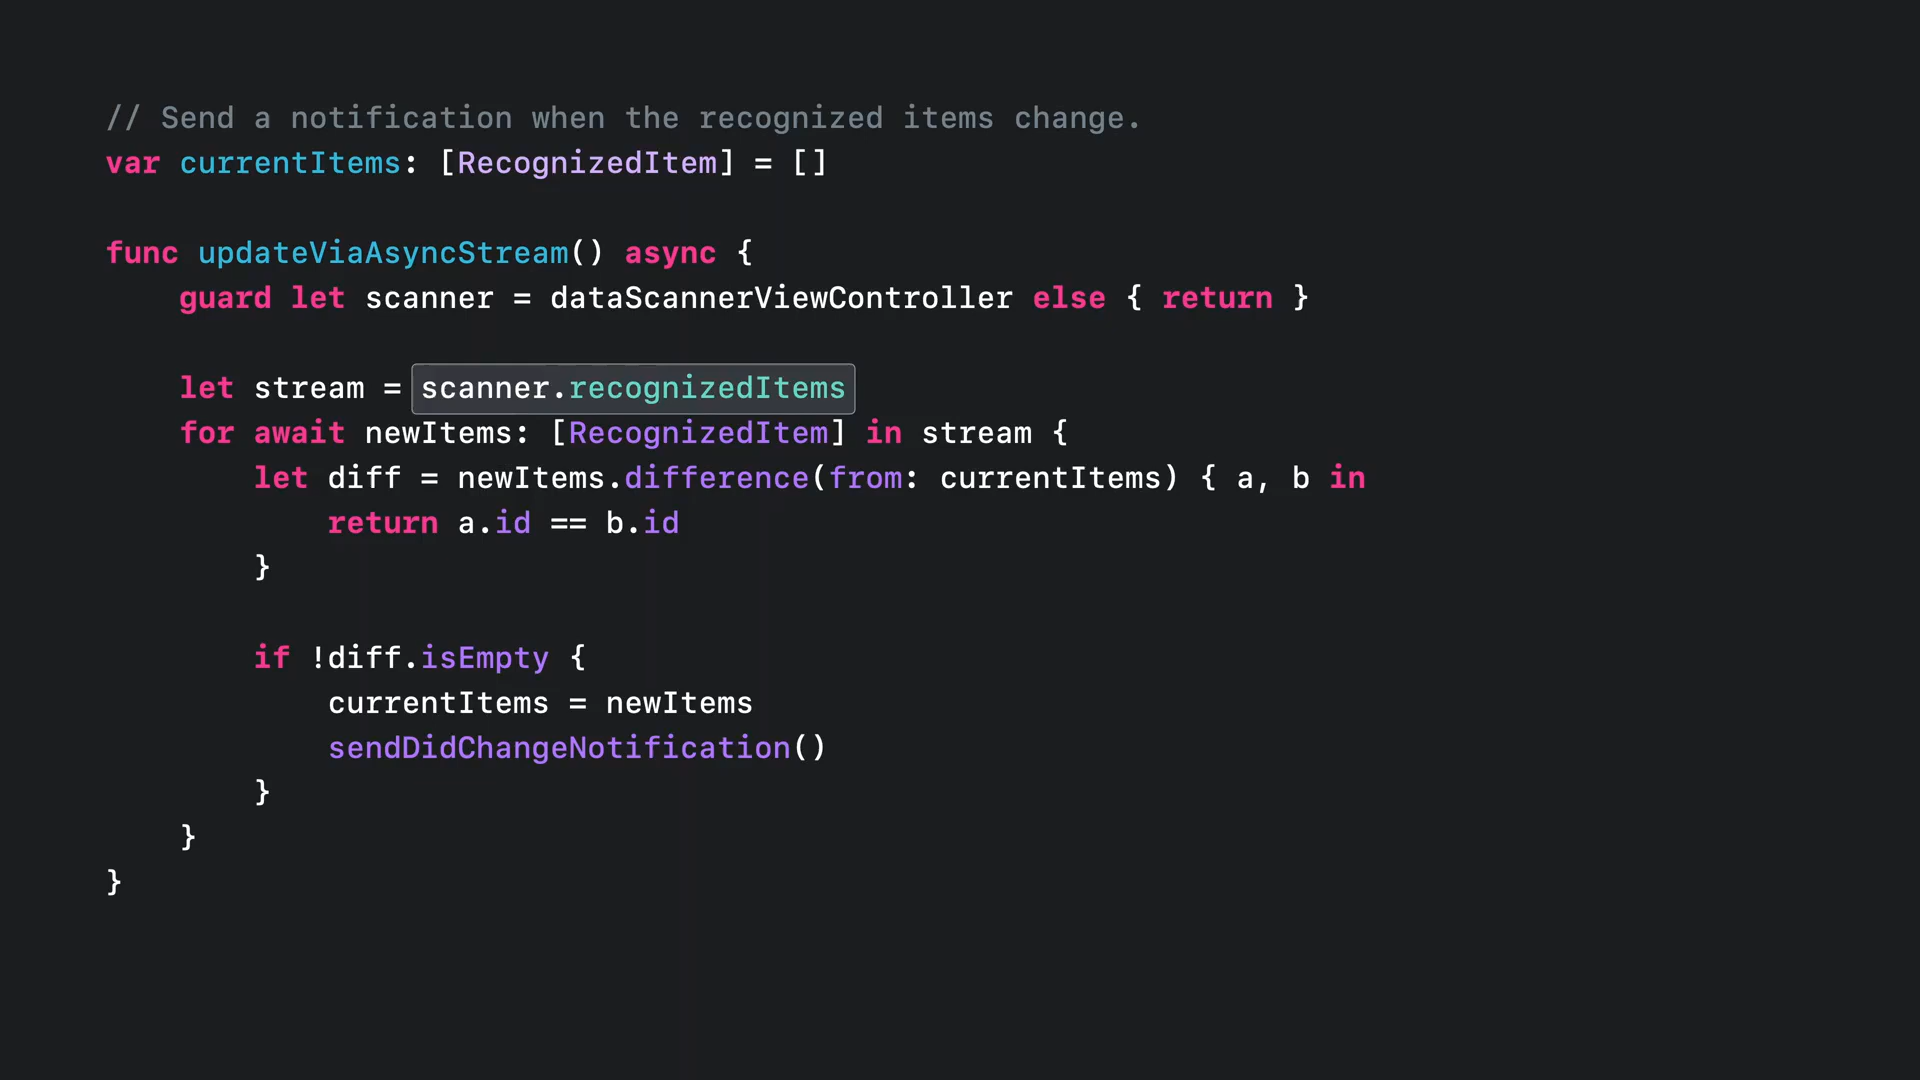 // Send a notification when the recognized items change.
var currentItems: [RecognizedItem] = []
func updateViaAsyncStream() async {
    guard let scanner = dataScannerViewController else { return }
    let stream = scanner.recognizedItems
    for await newItems: [RecognizedItem] in stream {
        let diff = newItems.difference(from: currentItems) { a, b in
            return a.id == b.id
        }
        if !diff.isEmpty {
            currentItems = newItems
            sendDidChangeNotification()
        }
    }
}